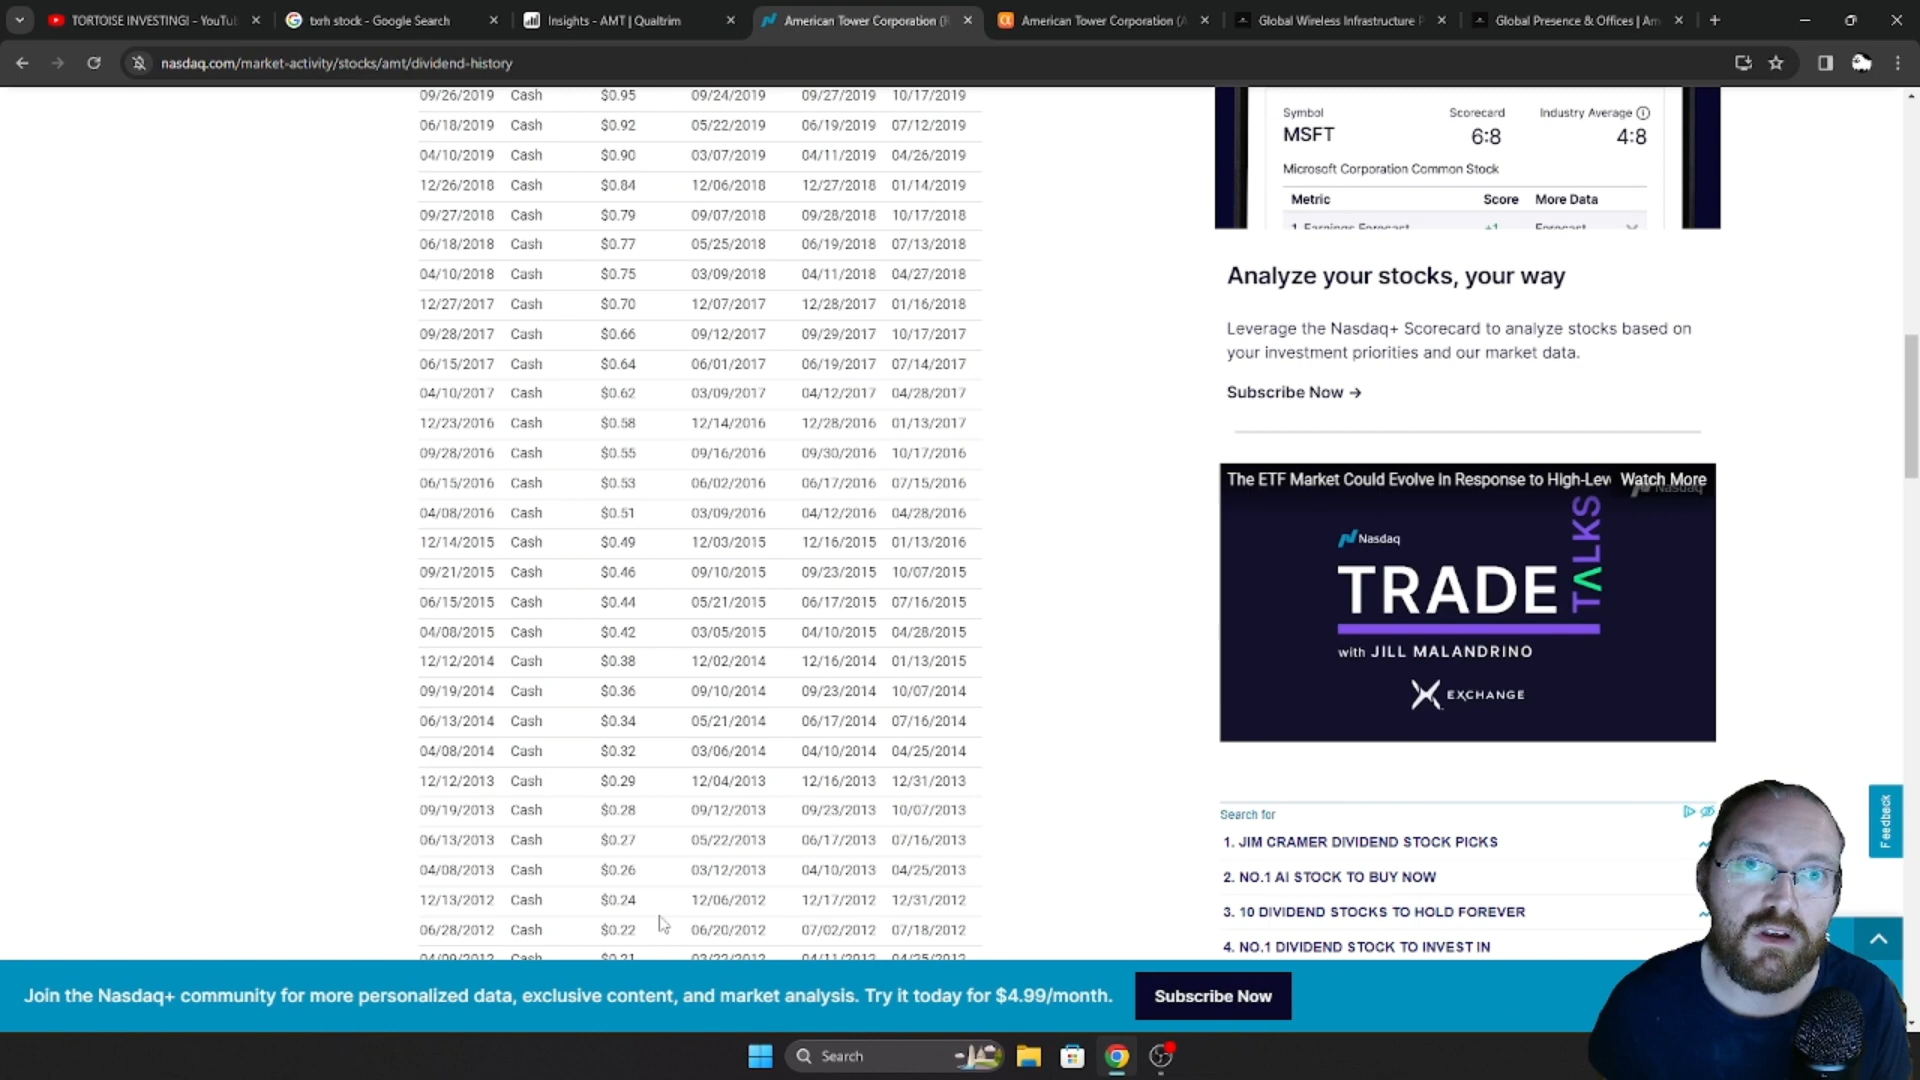 TORTOISE INVESTING! - YouTu
txrh stock - Google Search
Insights - AMT | Qualtrim
American Tower Corporation (R
American Tower Corporation (A
Global Wireless Infrastructure P
Global Presence & Offices | Am
nasdaq.com/market-activity/stocks/amt/dividend-history
09/26/2019 Cash $0.95 09/24/2019 09/27/2019 10/17/2019
06/18/2019 Cash $0.92 05/22/2019 06/19/2019 07/12/2019
04/10/2019 Cash $0.90 03/07/2019 04/11/2019 04/26/2019
12/26/2018 Cash $0.84 12/06/2018 12/27/2018 01/14/2019
09/27/2018 Cash $0.79 09/07/2018 09/28/2018 10/17/2018
06/18/2018 Cash $0.77 05/25/2018 06/19/2018 07/13/2018
04/10/2018 Cash $0.75 03/09/2018 04/11/2018 04/27/2018
12/27/2017 Cash $0.70 12/07/2017 12/28/2017 01/16/2018
09/28/2017 Cash $0.66 09/12/2017 09/29/2017 10/17/2017
06/15/2017 Cash $0.64 06/01/2017 06/19/2017 07/14/2017
04/10/2017 Cash $0.62 03/09/2017 04/12/2017 04/28/2017
12/23/2016 Cash $0.58 12/14/2016 12/28/2016 01/13/2017
09/28/2016 Cash $0.55 09/16/2016 09/30/2016 10/17/2016
06/15/2016 Cash $0.53 06/02/2016 06/17/2016 07/15/2016
04/08/2016 Cash $0.51 03/09/2016 04/12/2016 04/28/2016
12/14/2015 Cash $0.49 12/03/2015 12/16/2015 01/13/2016
09/21/2015 Cash $0.46 09/10/2015 09/23/2015 10/07/2015
06/15/2015 Cash $0.44 05/21/2015 06/17/2015 07/16/2015
04/08/2015 Cash $0.42 03/05/2015 04/10/2015 04/28/2015
12/12/2014 Cash $0.38 12/02/2014 12/16/2014 01/13/2015
09/19/2014 Cash $0.36 09/10/2014 09/23/2014 10/07/2014
06/13/2014 Cash $0.34 05/21/2014 06/17/2014 07/16/2014
04/08/2014 Cash $0.32 03/06/2014 04/10/2014 04/25/2014
12/12/2013 Cash $0.29 12/04/2013 12/16/2013 12/31/2013
09/19/2013 Cash $0.28 09/12/2013 09/23/2013 10/07/2013
06/13/2013 Cash $0.27 05/22/2013 06/17/2013 07/16/2013
04/08/2013 Cash $0.26 03/12/2013 04/10/2013 04/25/2013
12/13/2012 Cash $0.24 12/06/2012 12/17/2012 12/31/2012
06/28/2012 Cash $0.22 06/20/2012 07/02/2012 07/18/2012
04/09/2012 Cash $0.21 03/22/2012 04/11/2012 04/25/2012
Symbol Scorecard Industry Average
MSFT 6:8 4:8
Microsoft Corporation Common Stock
Metric Score More Data
1 Earnings Forecast +1 Forecast
Analyze your stocks, your way
Leverage the Nasdaq+ Scorecard to analyze stocks based on
your investment priorities and our market data.
Subscribe Now →
The ETF Market Could Evolve In Response to High-Lev Watch More
Nasdaq
Nasdaq
TRADE
TALKS
with JILL MALANDRINO
EXCHANGE
Search for
1. JIM CRAMER DIVIDEND STOCK PICKS
2. NO.1 AI STOCK TO BUY NOW
3. 10 DIVIDEND STOCKS TO HOLD FOREVER
4. NO.1 DIVIDEND STOCK TO INVEST IN
Feedback
Join the Nasdaq+ community for more personalized data, exclusive content, and market analysis. Try it today for $4.99/month.
Subscribe Now
Search